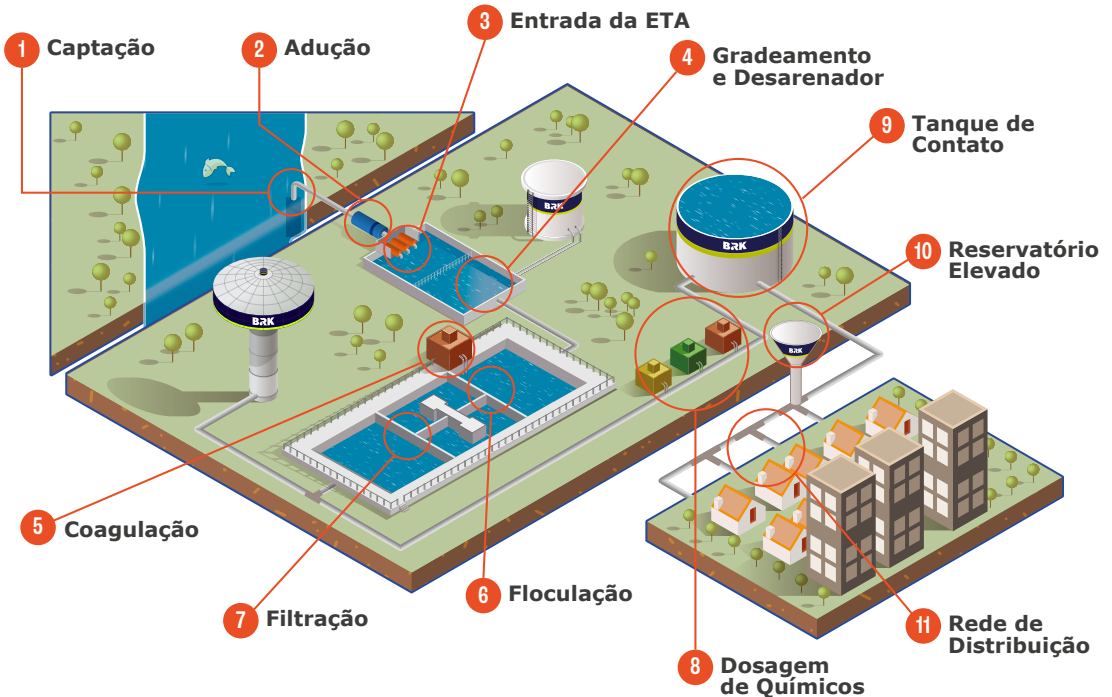 1 Captação
2 Adução
3 Entrada da ETA
4 Gradeamento
e Desarenador
9 Tanque de
Contato
10 Reservatório
Elevado
BRK
BRK
BRK
BRK
5 Coagulação
6 Floculação
7 Filtração
11 Rede de
Distribuição
8 Dosagem
de Químicos